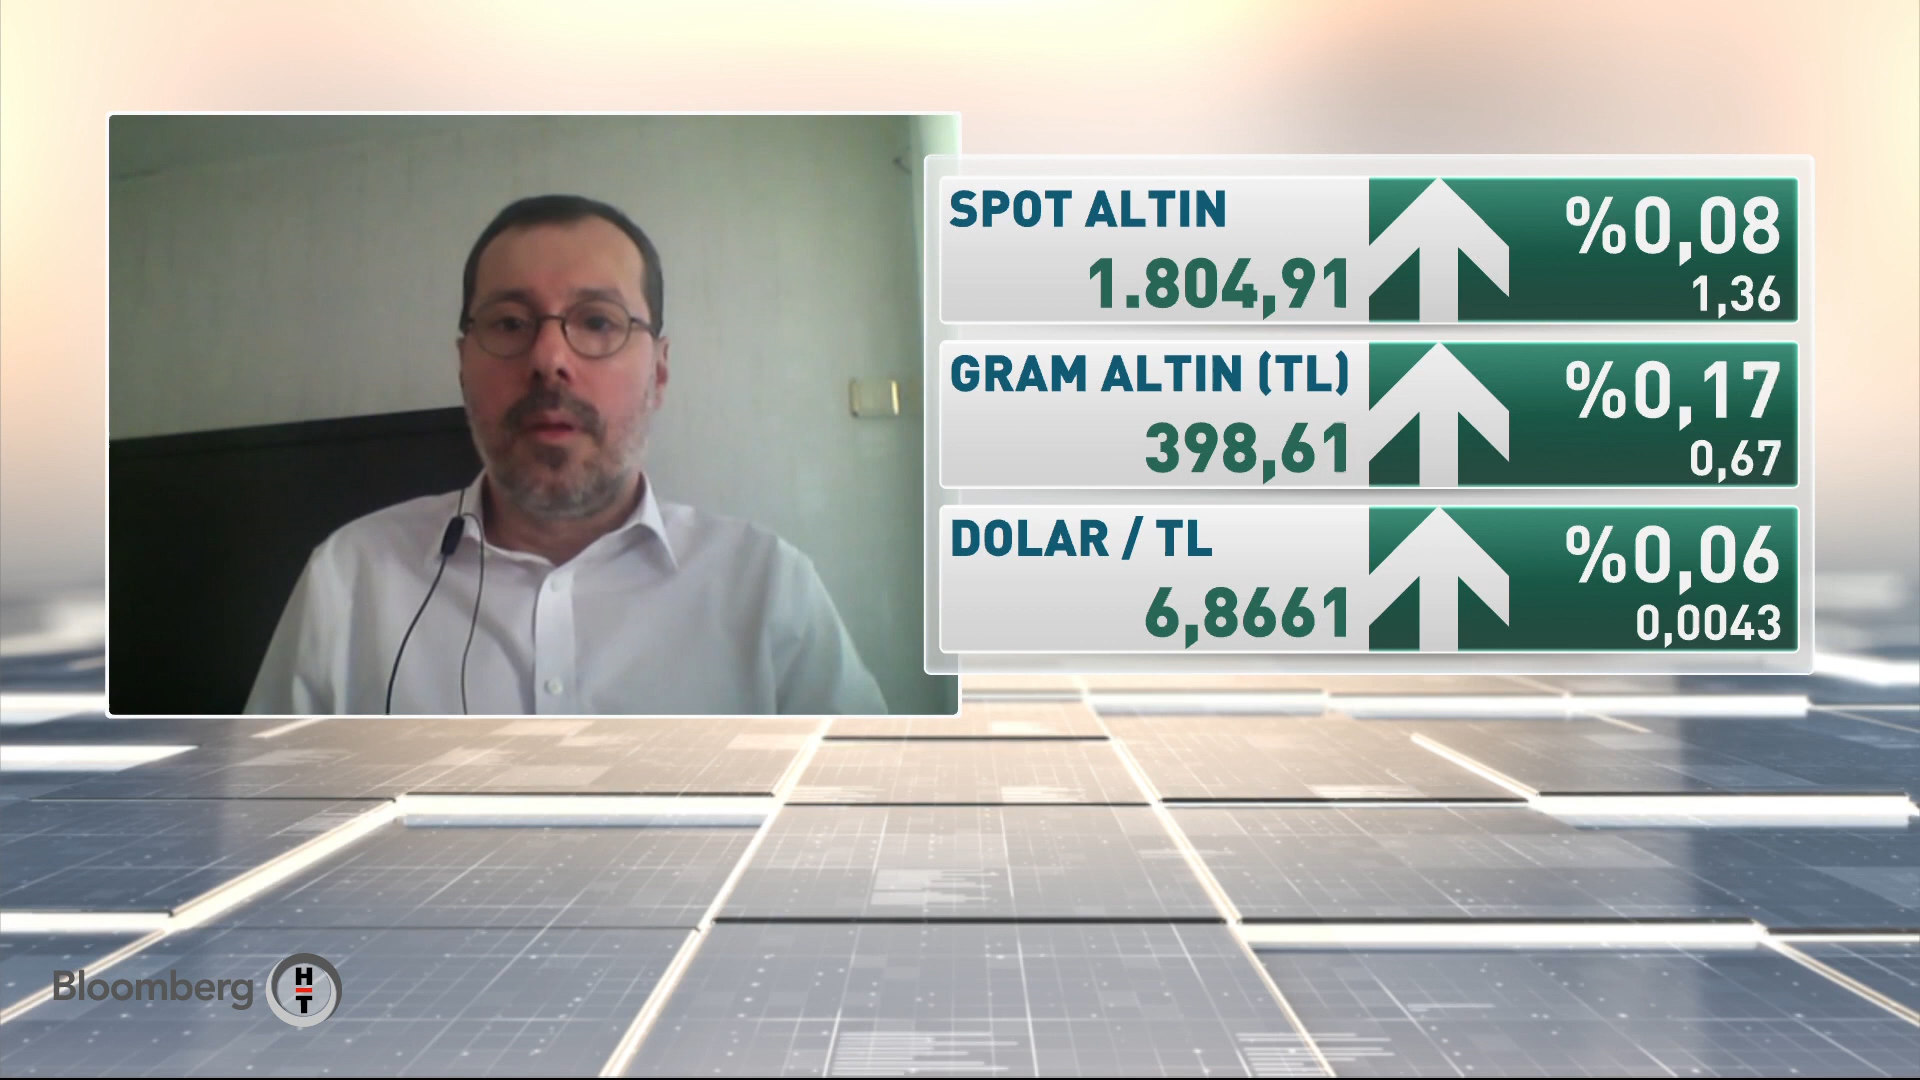 SPOT ALTIN
1.804,91
%0,08
1,36
GRAM ALTIN (TL)
398,61
%0,17
0,67
DOLAR / TL
6,8661
%0,06
0,0043
Bloomberg HT